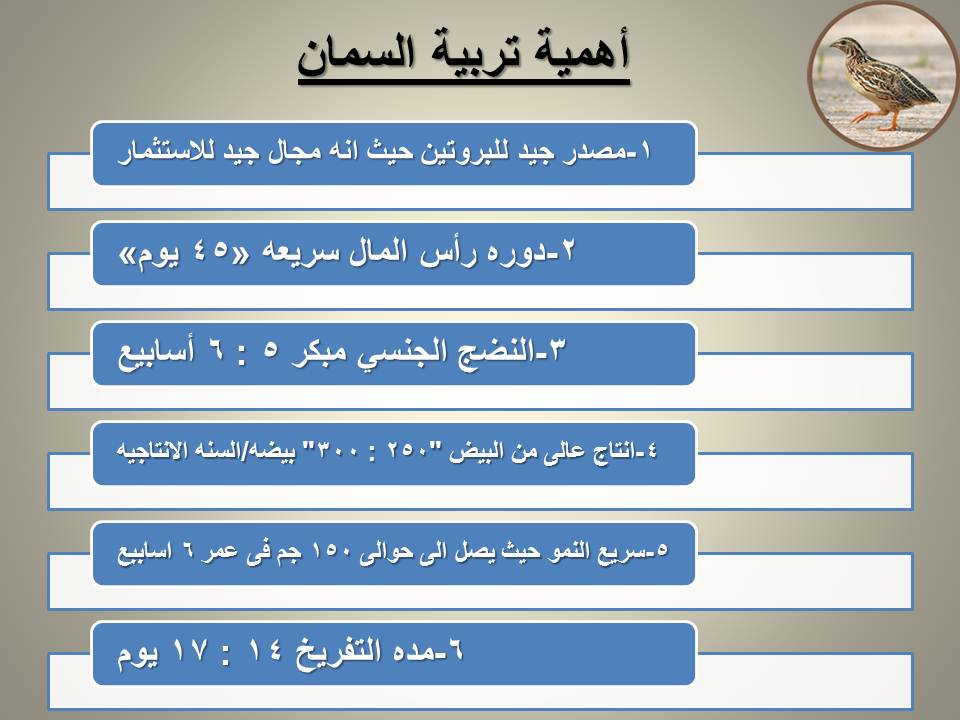 أهمية تربية السمان
١-مصدر جيد للبروتين حيث انه مجال جيد للاستثمار
٢-دوره رأس المال سريعه «٤٥ يوم»
٣-النضج الجنسي مبكر ٥ : ٦ أسابيع
٤-انتاج عالى من البيض "٢٥٠ : ٣٠٠" بيضه/السنه الانتاجيه
٥-سريع النمو حيث يصل الى حوالى ١٥٠ جم فى عمر ٦ اسابيع
٦-مده التفريخ ١٤ : ١٧ يوم